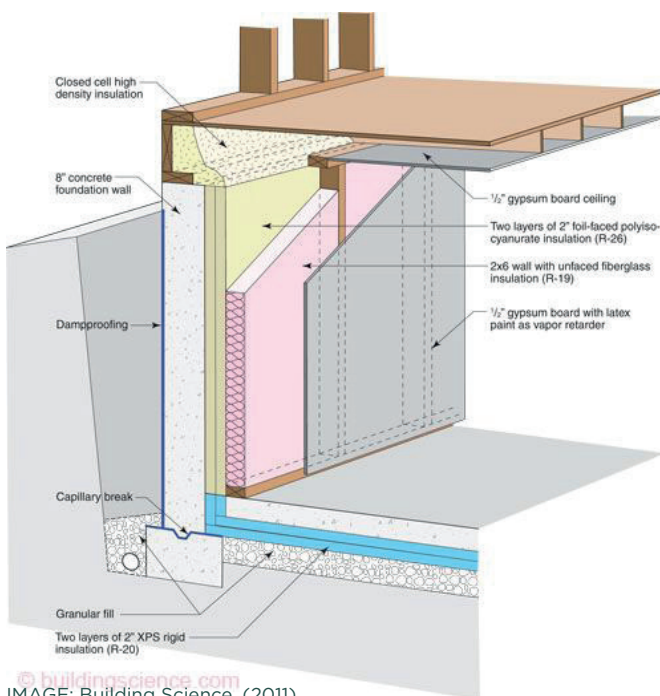 Closed cell high
density insulation
8" concrete
foundation wall
½" gypsum board ceiling
Two layers of 2" foil-faced polyiso-
cyanurate insulation (R-26)
2x6 wall with unfaced fiberglass
insulation (R-19)
½" gypsum board with latex
paint as vapor retarder
Dampproofing
Capillary break
Granular fill
Two layers of 2" XPS rigid
insulation (R-20)
© buildingscience.com
IMAGE: Building Science, (2011)